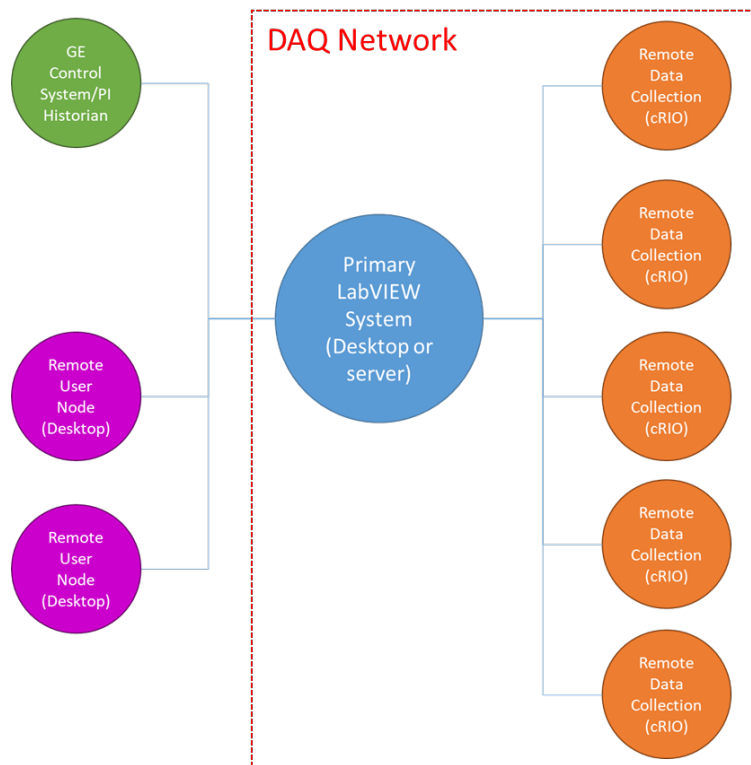 DAQ Network
GE
Control
System/PI
Historian
Remote
User
Node
(Desktop)
Remote
User
Node
(Desktop)
Primary
LabVIEW
System
(Desktop or
server)
Remote
Data
Collection
(cRIO)
Remote
Data
Collection
(cRIO)
Remote
Data
Collection
(cRIO)
Remote
Data
Collection
(cRIO)
Remote
Data
Collection
(cRIO)